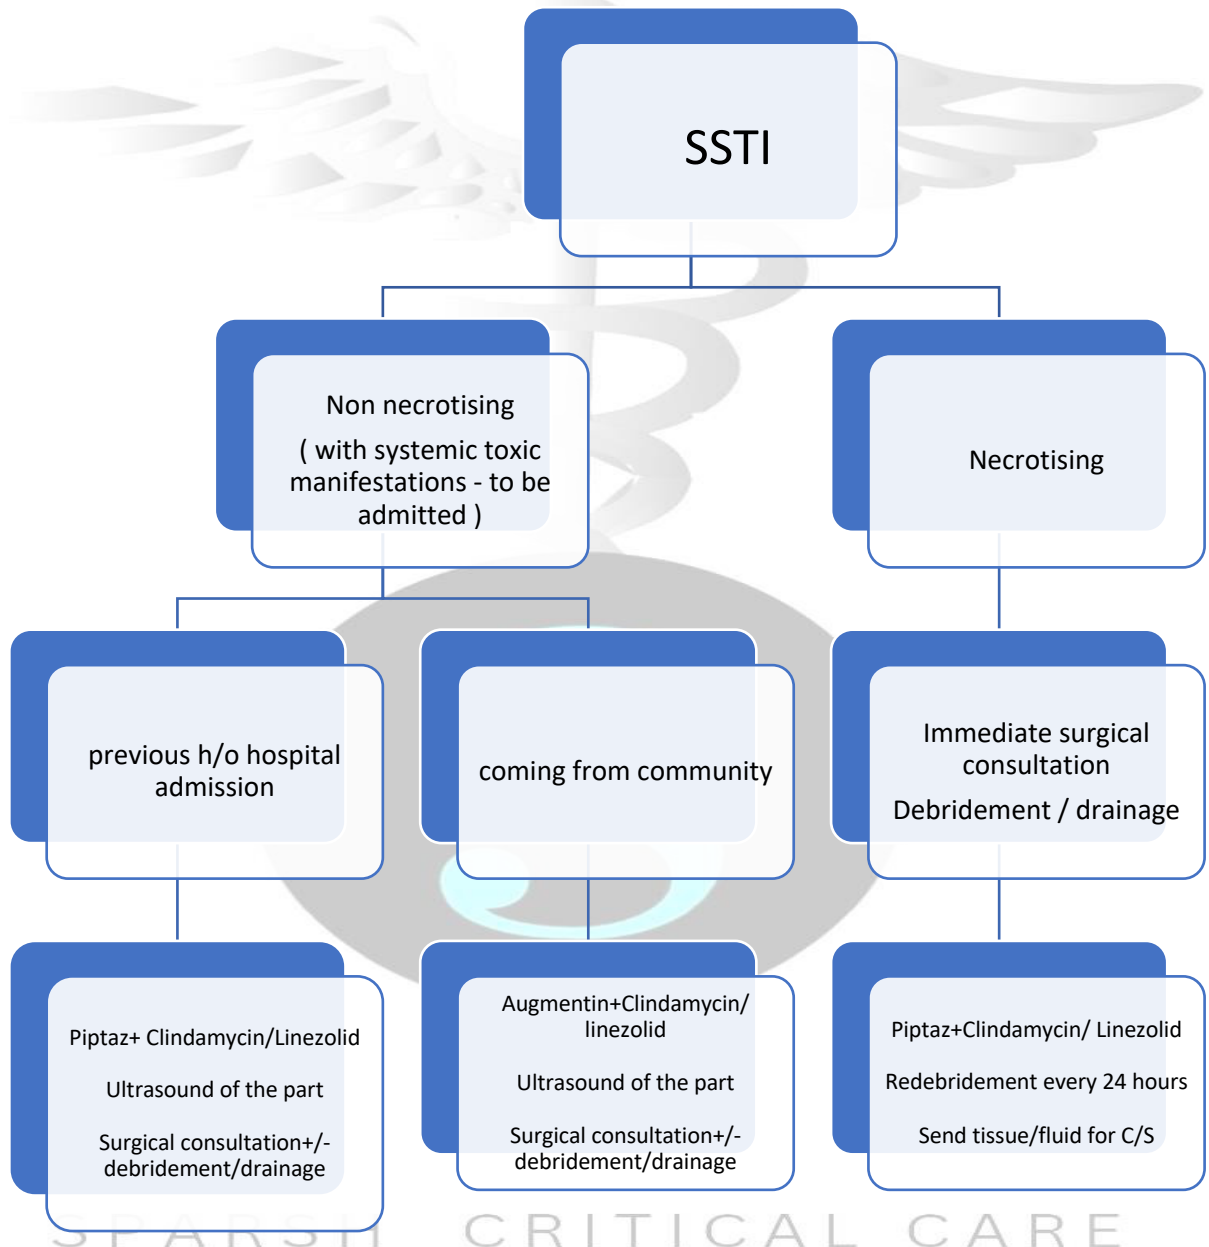 SSTI
Non necrotising
( with systemic toxic
manifestations - to be
admitted )
Necrotising
previous h/o hospital
admission
coming from community
Immediate surgical
consultation
Debridement / drainage
Piptaz+ Clindamycin/Linezolid
Ultrasound of the part
Surgical consultation+/-
debridement/drainage
Augmentin+Clindamycin/
linezolid
Ultrasound of the part
Surgical consultation+/-
debridement/drainage
Piptaz+Clindamycin/ Linezolid
Redebridement every 24 hours
Send tissue/fluid for C/S
SPARSH CRITICAL CARE